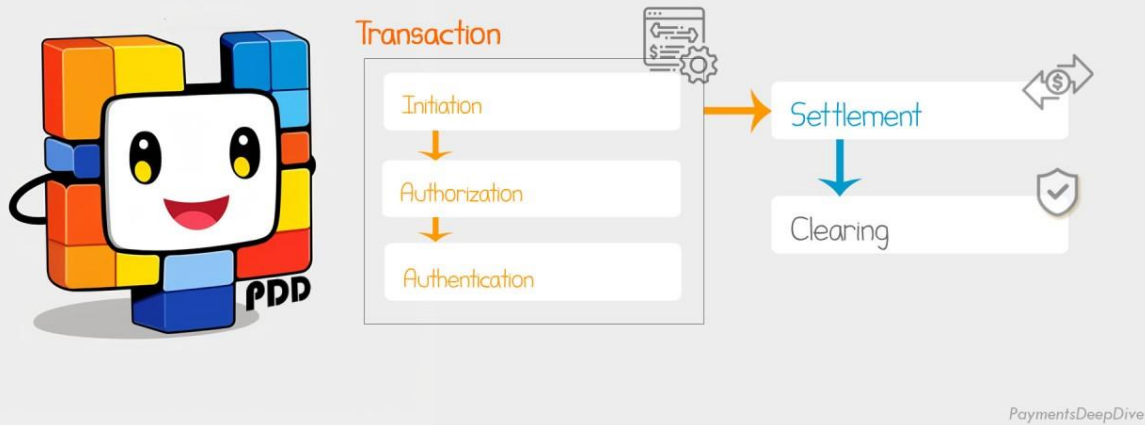 Transaction
Initiation
Authorization
Authentication
Settlement
Clearing
PDD
PaymentsDeepDive